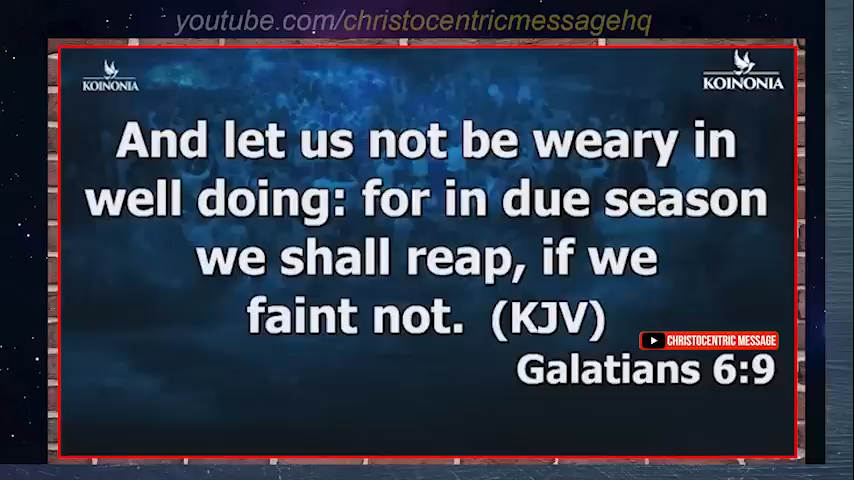 youtube.com/christocentricmessagehq
KOINONIA
KOINONIA
And let us not be weary in
well doing: for in due season
we shall reap, if we
faint not. (KJV)
CHRISTOCENTRIC MESSAGE
Galatians 6:9